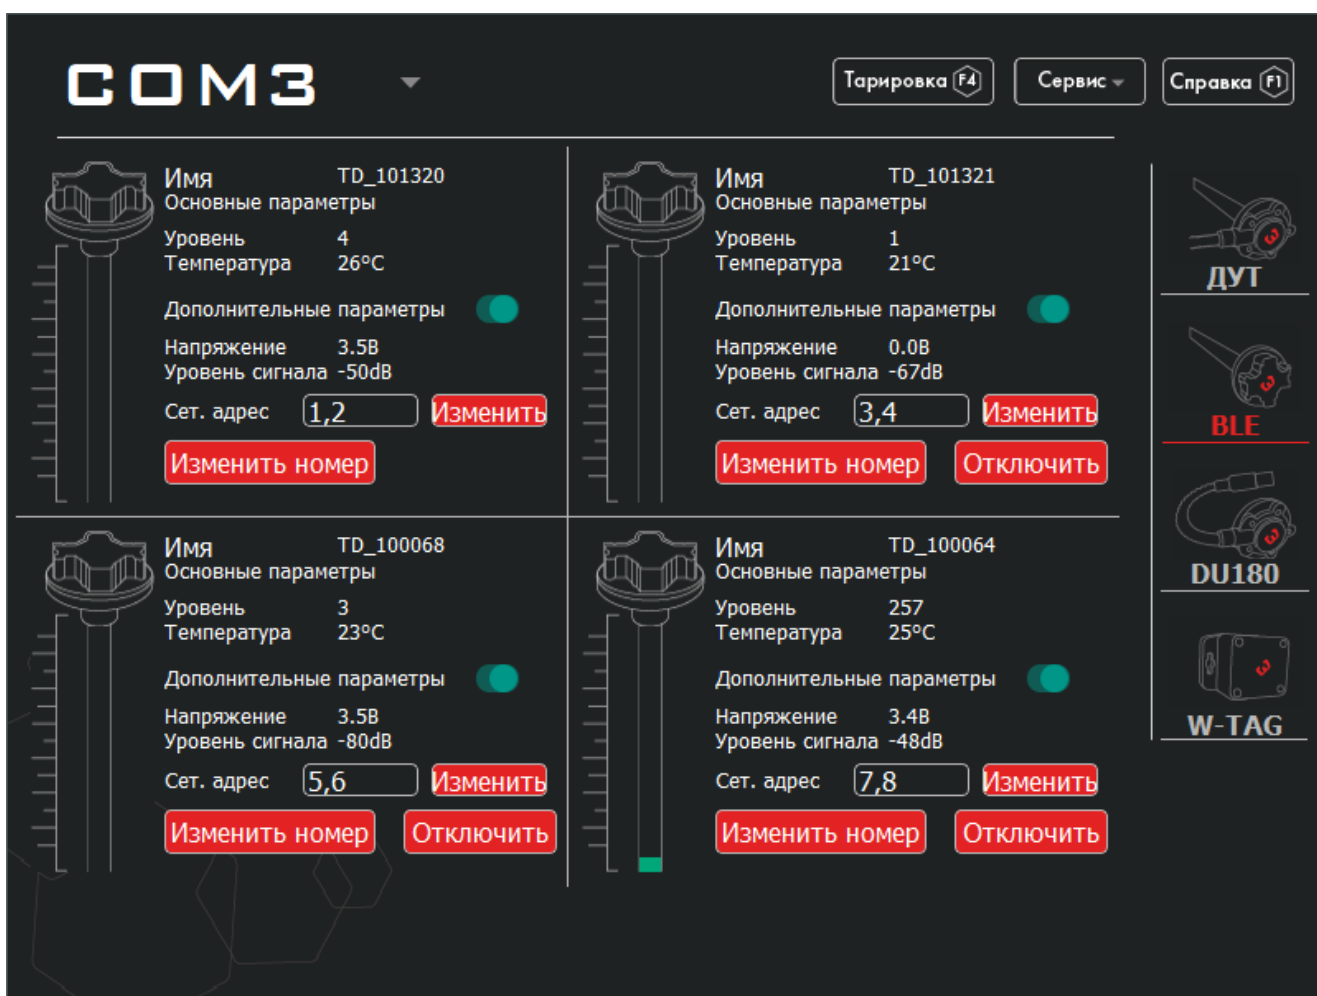 COM3
Тарировка F4
Сервис
Справка F1
Имя TD_101320
Основные параметры
Уровень 4
Температура 26°C
Дополнительные параметры
Напряжение 3.5В
Уровень сигнала -50dB
Сет. адрес 1,2 Изменить
Изменить номер
Имя TD_101321
Основные параметры
Уровень 1
Температура 21°C
Дополнительные параметры
Напряжение 0.0В
Уровень сигнала -67dB
Сет. адрес 3,4 Изменить
Изменить номер Отключить
Имя TD_100068
Основные параметры
Уровень 3
Температура 23°C
Дополнительные параметры
Напряжение 3.5В
Уровень сигнала -80dB
Сет. адрес 5,6 Изменить
Изменить номер Отключить
Имя TD_100064
Основные параметры
Уровень 257
Температура 25°C
Дополнительные параметры
Напряжение 3.4В
Уровень сигнала -48dB
Сет. адрес 7,8 Изменить
Изменить номер Отключить
ДУТ
BLE
DU180
W-TAG